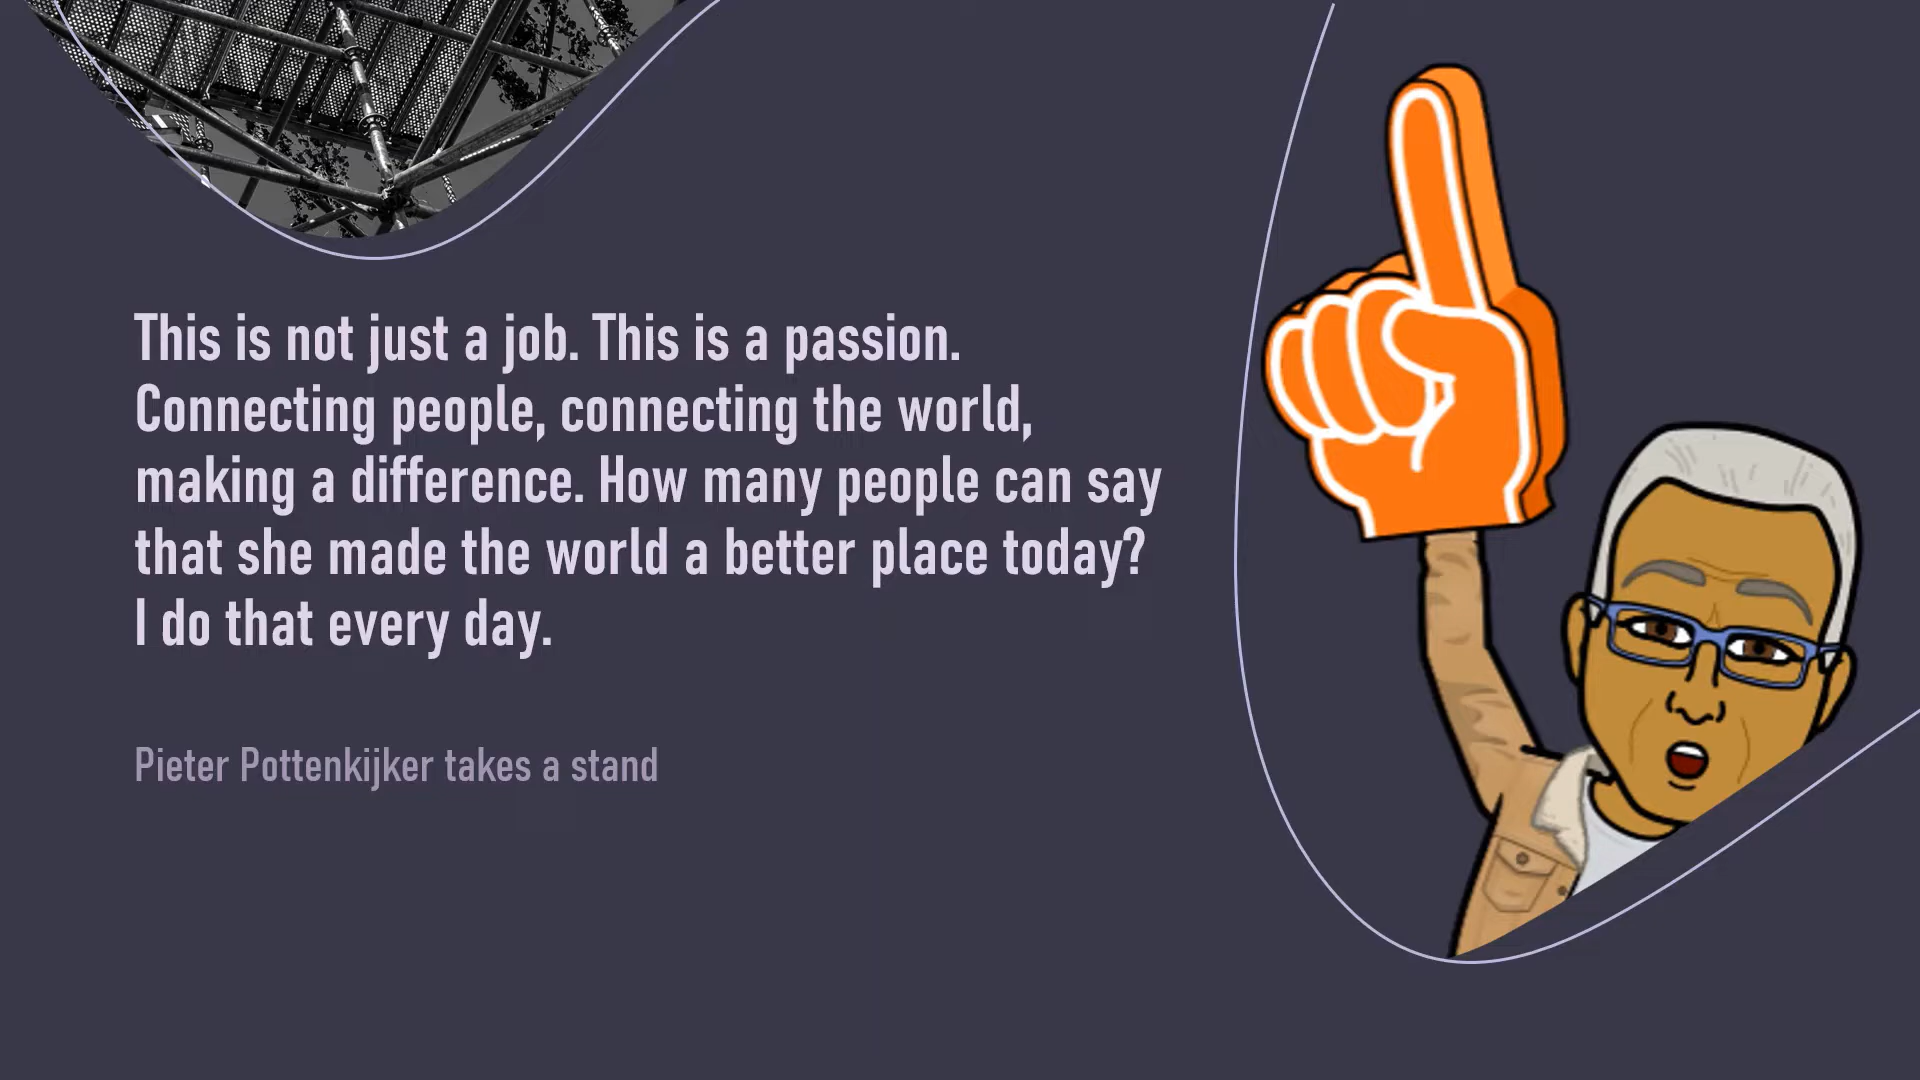 This is not just a job. This is a passion.
Connecting people, connecting the world,
making a difference. How many people can say
that she made the world a better place today?
I do that every day.
Pieter Pottenkijker takes a stand